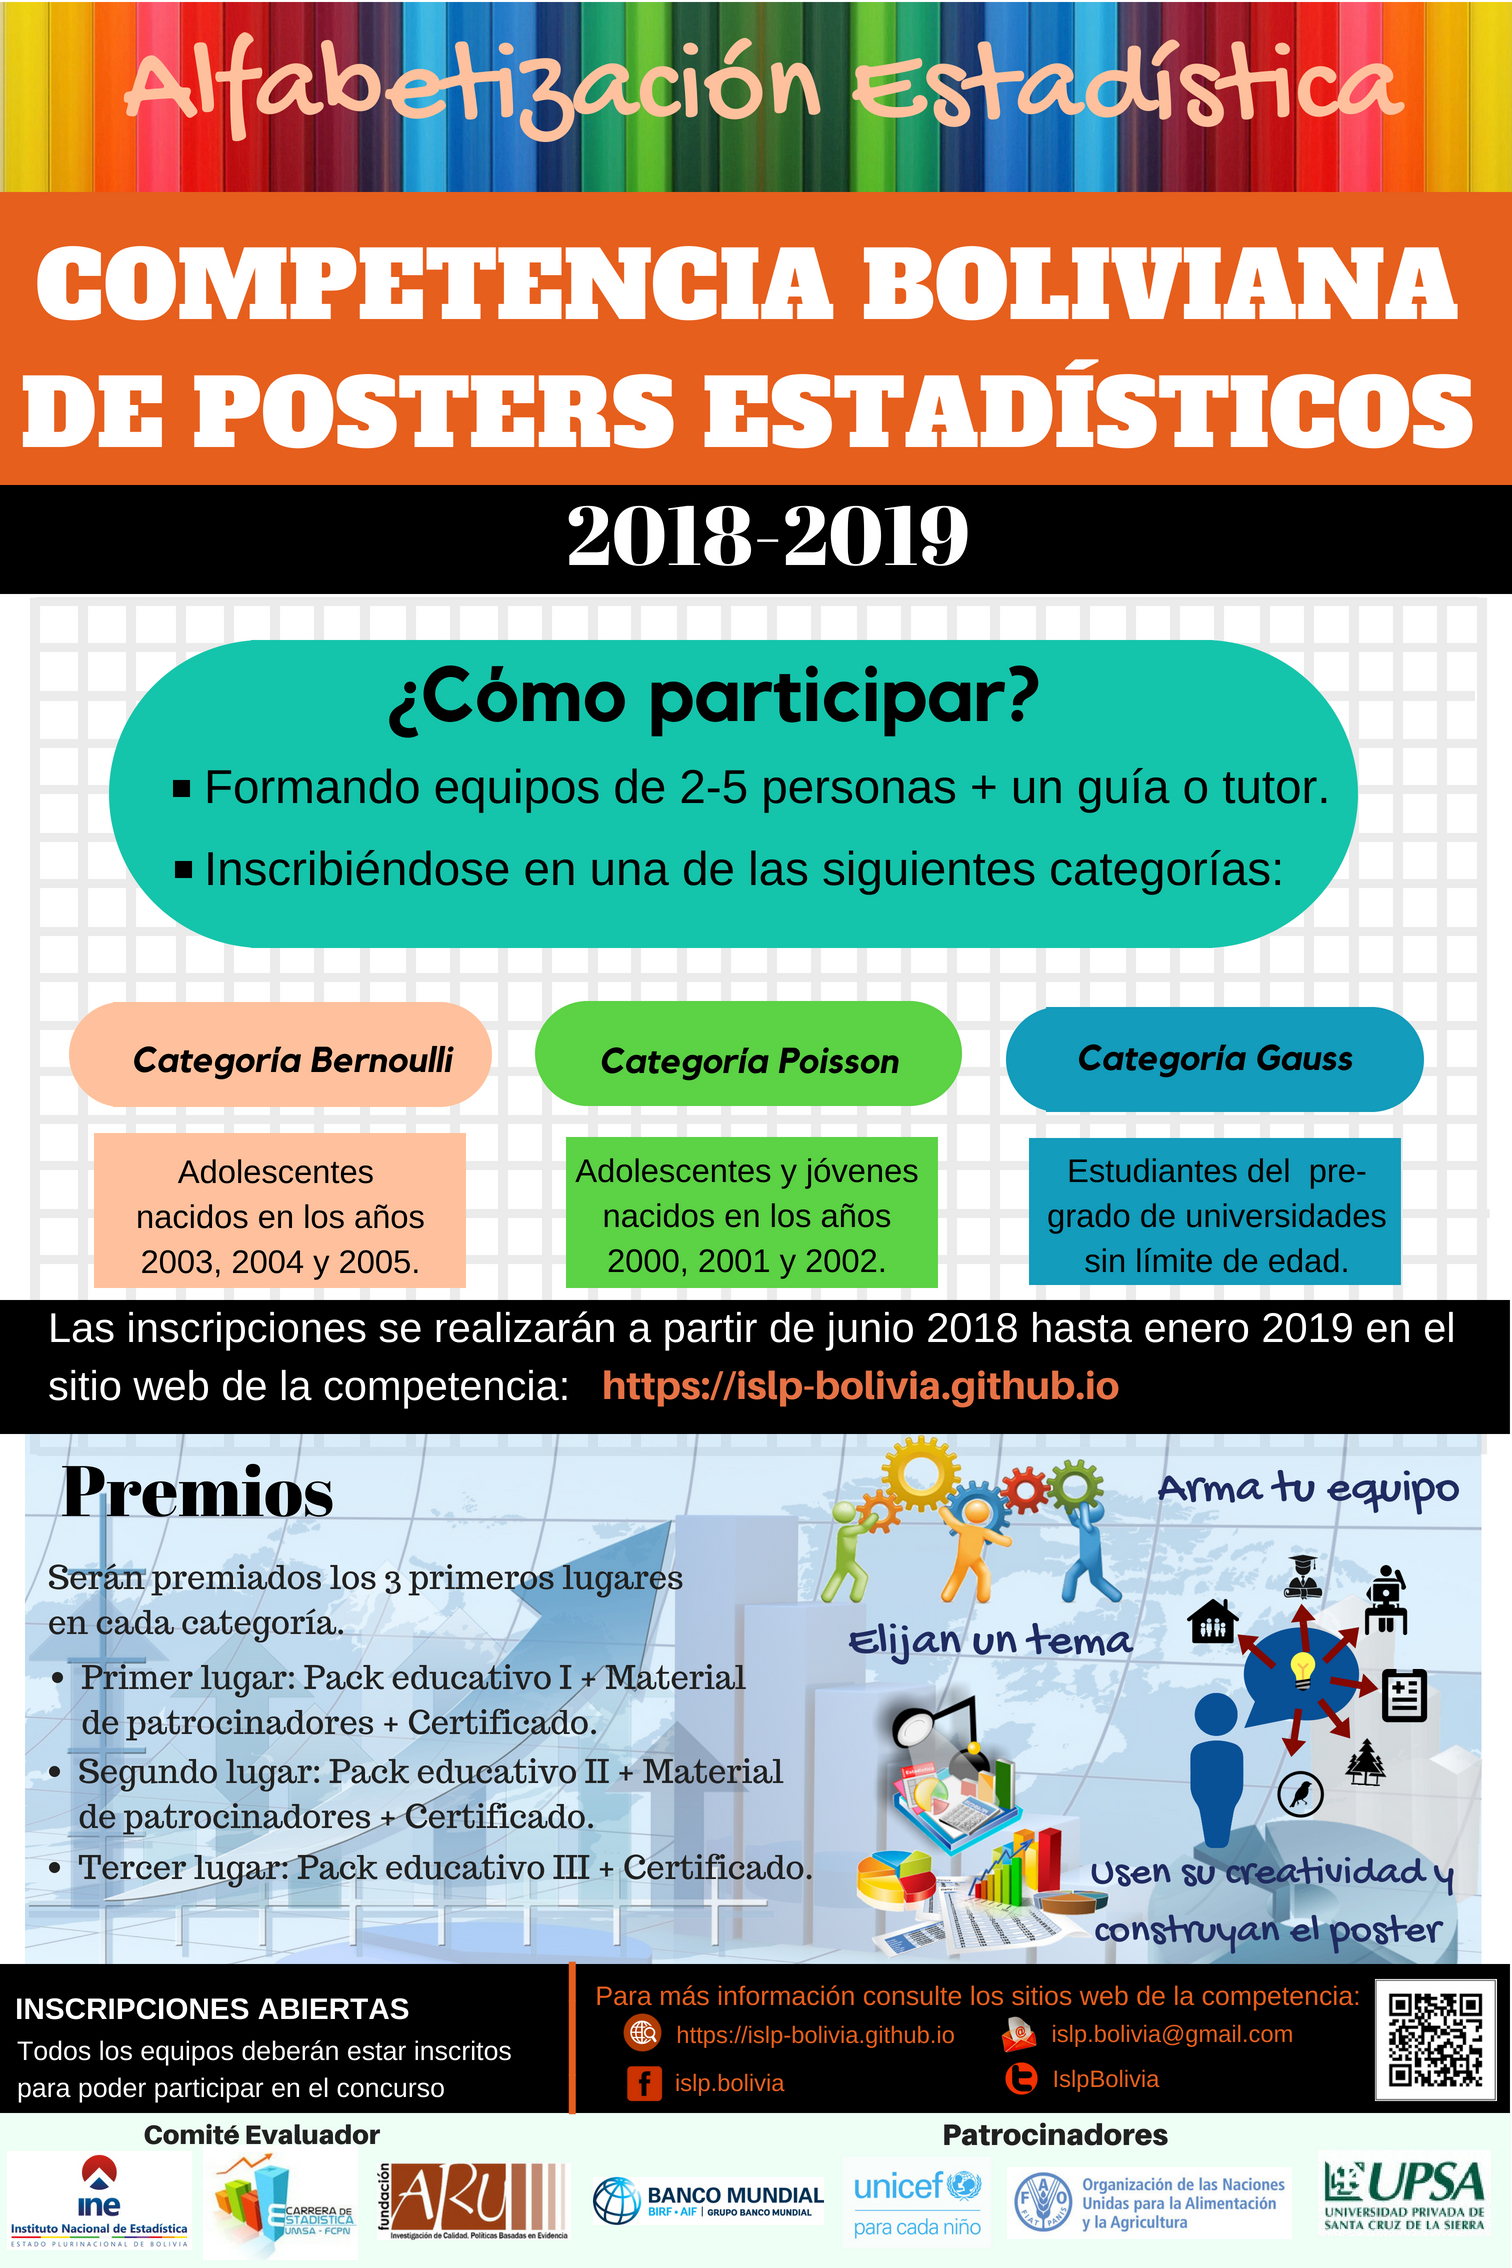 Alfabetización Estadística
COMPETENCIA BOLIVIANA
DE POSTERS ESTADÍSTICOS
2018-2019
¿Cómo participar?
▪ Formando equipos de 2-5 personas + un guía o tutor.
▪ Inscribiéndose en una de las siguientes categorías:
Categoría Bernoulli
Adolescentes
nacidos en los años
2003, 2004 y 2005.
Categoría Poisson
Adolescentes y jóvenes
nacidos en los años
2000, 2001 y 2002.
Categoría Gauss
Estudiantes del pre-
grado de universidades
sin límite de edad.
Las inscripciones se realizarán a partir de junio 2018 hasta enero 2019 en el
sitio web de la competencia: https://islp-bolivia.github.io
Premios
Serán premiados los 3 primeros lugares
en cada categoría.
• Primer lugar: Pack educativo I + Material
de patrocinadores + Certificado.
• Segundo lugar: Pack educativo II + Material
de patrocinadores + Certificado.
• Tercer lugar: Pack educativo III + Certificado.
Arma tu equipo
Elijan un tema
Usen su creatividad y
construyan el poster
INSCRIPCIONES ABIERTAS
Todos los equipos deberán estar inscritos
para poder participar en el concurso
Para más información consulte los sitios web de la competencia:
https://islp-bolivia.github.io
islp.bolivia@gmail.com
islp.bolivia
IslpBolivia
Comité Evaluador
ine
Instituto Nacional de Estadística
ESTADO PLURINACIONAL DE BOLIVIA
CARRERA DE
ESTADISTICA
UMSA - FCPN
fundación
ARU
Investigación de Calidad. Políticas Basadas en Evidencia
Patrocinadores
BANCO MUNDIAL
BIRF • AIF | GRUPO BANCO MUNDIAL
unicef
para cada niño
FAO
FIAT PANIS
Organización de las Naciones
Unidas para la Alimentación
y la Agricultura
UPSA
UNIVERSIDAD PRIVADA DE
SANTA CRUZ DE LA SIERRA